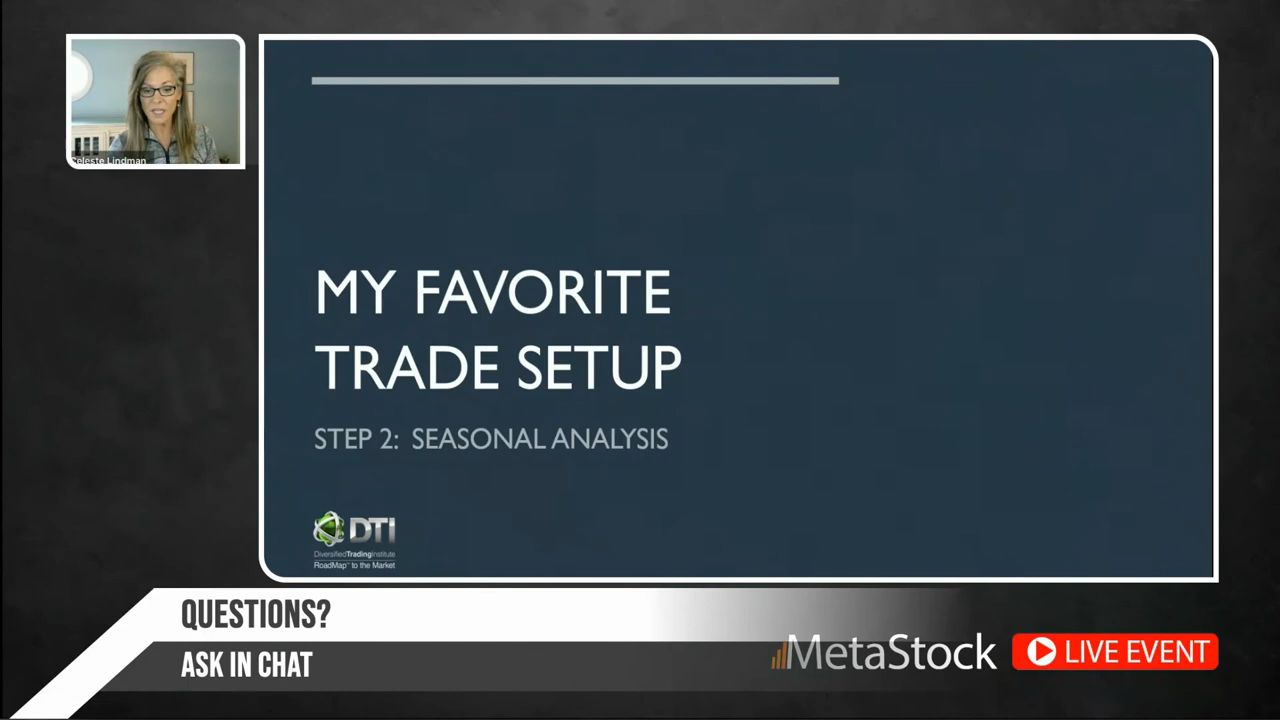 Celeste Lindman
MY FAVORITE
TRADE SETUP
STEP 2: SEASONAL ANALYSIS
DTI
DiversifiedTradingInstitute
RoadMap™ to the Market
QUESTIONS?
ASK IN CHAT
MetaStock
LIVE EVENT